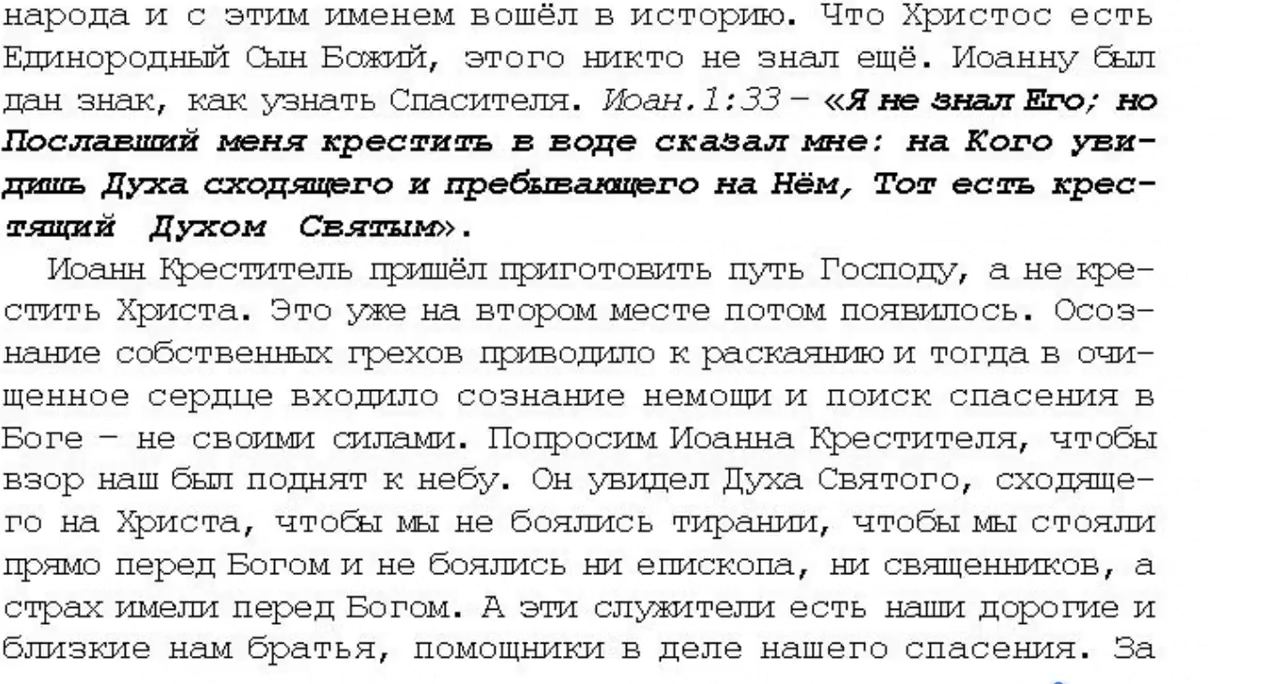 народа и с этим именем вошёл в историю. Что Христос есть
Единородный Сын Божий, этого никто не знал ещё. Иоанну был
дан знак, как узнать Спасителя. Иоан.1:33 – «Я не знал Его; но
Пославший меня крестить в воде сказал мне: на Кого уви-
дишь Духа сходящего и пребывающего на Нём, Тот есть крес-
тящий Духом Святым».
Иоанн Креститель пришёл приготовить путь Господу, а не кре-
стить Христа. Это уже на втором месте потом появилось. Осоз-
нание собственных грехов приводило к раскаянию и тогда в очи-
щенное сердце входило сознание немощи и поиск спасения в
Боге – не своими силами. Попросим Иоанна Крестителя, чтобы
взор наш был поднят к небу. Он увидел Духа Святого, сходяще-
го на Христа, чтобы мы не боялись тирании, чтобы мы стояли
прямо перед Богом и не боялись ни епископа, ни священников, а
страх имели перед Богом. А эти служители есть наши дорогие и
близкие нам братья, помощники в деле нашего спасения. За